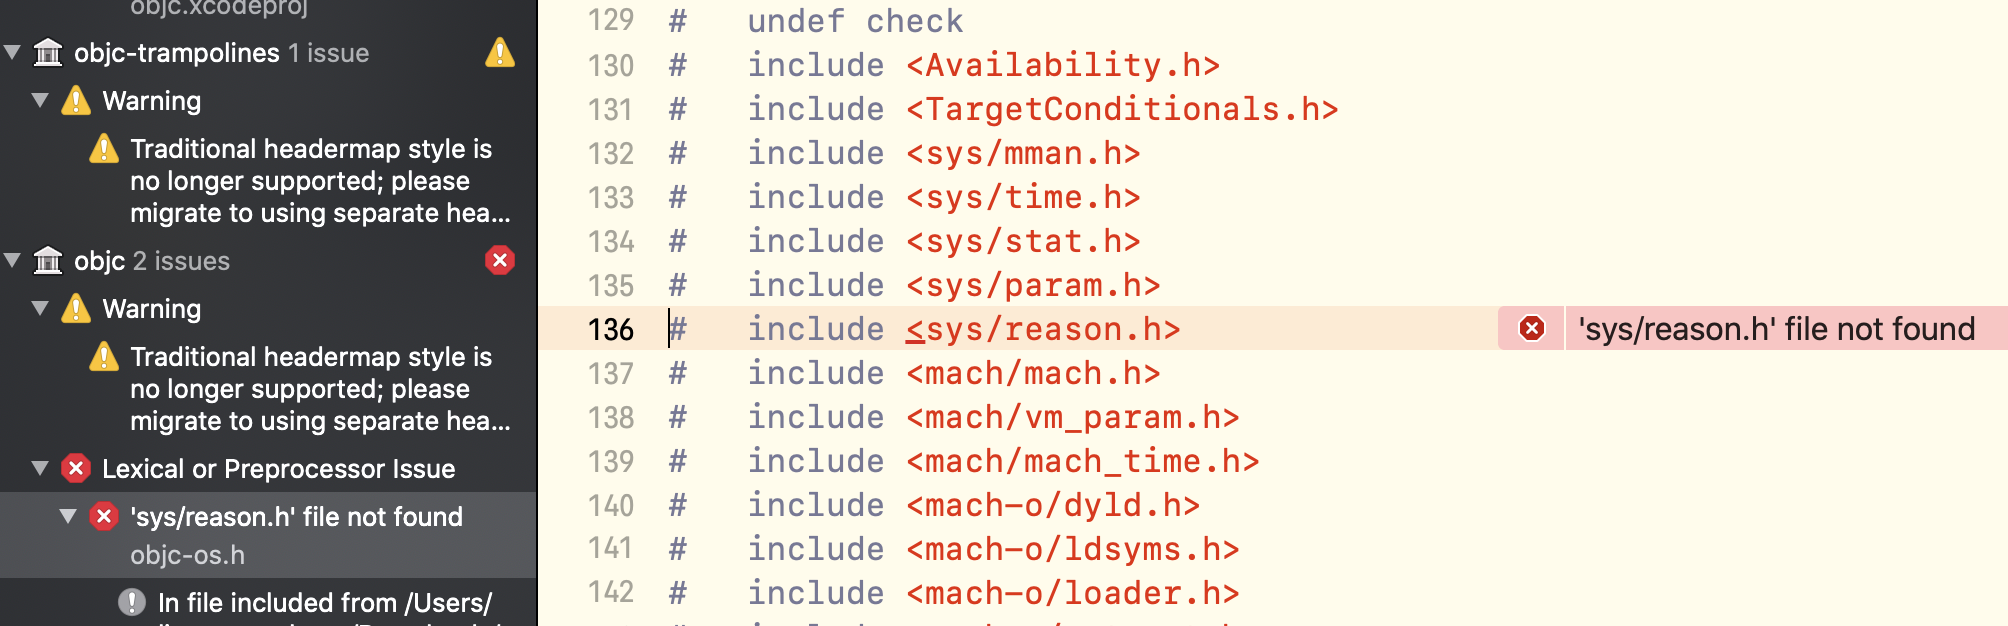 objc.xcodeproj
objc-trampolines 1 issue
Warning
Traditional headermap style is
no longer supported; please
migrate to using separate hea...
objc 2 issues
Warning
Traditional headermap style is
no longer supported; please
migrate to using separate hea...
Lexical or Preprocessor Issue
'sys/reason.h' file not found
objc-os.h
In file included from /Users/
129 # undef check
130 # include <Availability.h>
131 # include <TargetConditionals.h>
132 # include <sys/mman.h>
133 # include <sys/time.h>
134 # include <sys/stat.h>
135 # include <sys/param.h>
136 # include <sys/reason.h> 'sys/reason.h' file not found
137 # include <mach/mach.h>
138 # include <mach/vm_param.h>
139 # include <mach/mach_time.h>
140 # include <mach-o/dyld.h>
141 # include <mach-o/ldsyms.h>
142 # include <mach-o/loader.h>